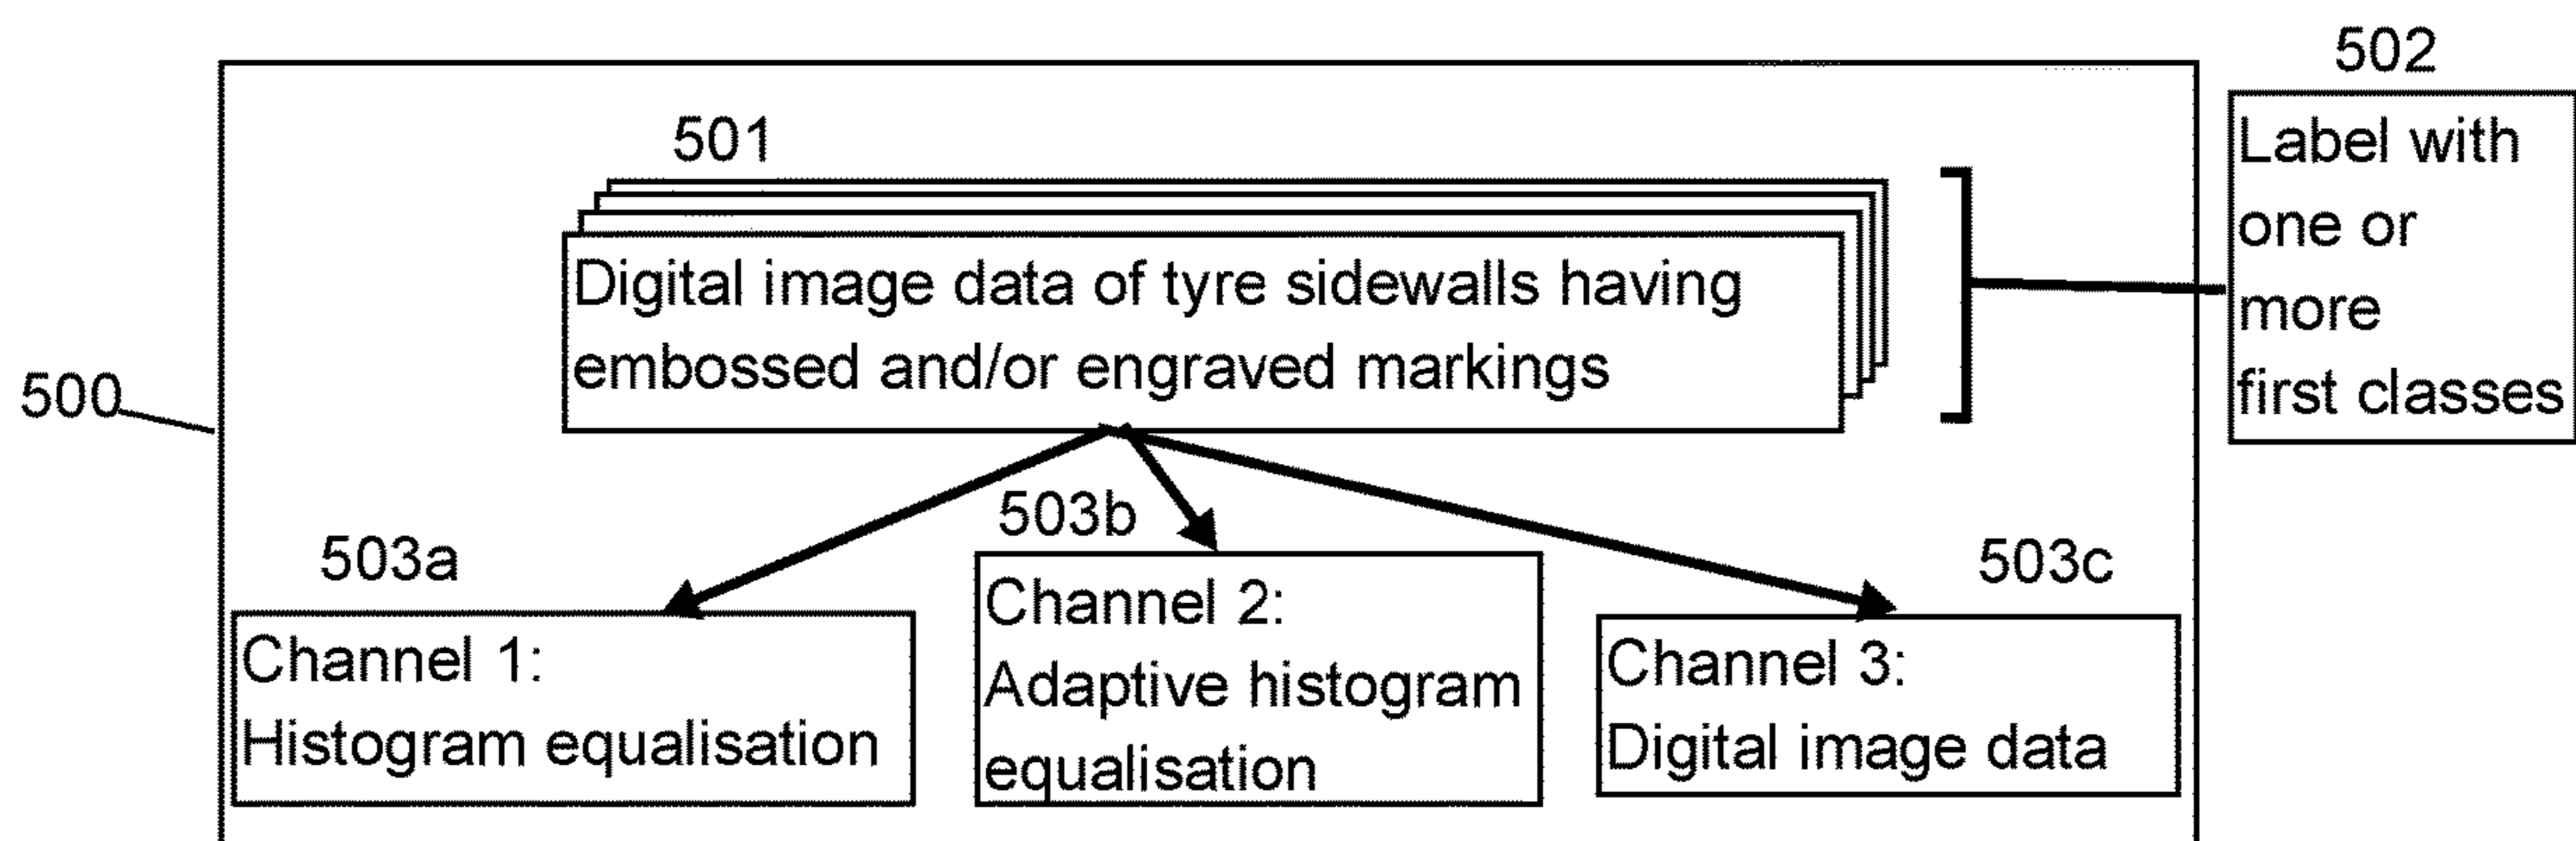 502
Label with
one or
more
first classes
501
Digital image data of tyre sidewalls having
embossed and/or engraved markings
500
503a
Channel 1:
Histogram equalisation
503b
Channel 2:
Adaptive histogram
equalisation
503c
Channel 3:
Digital image data